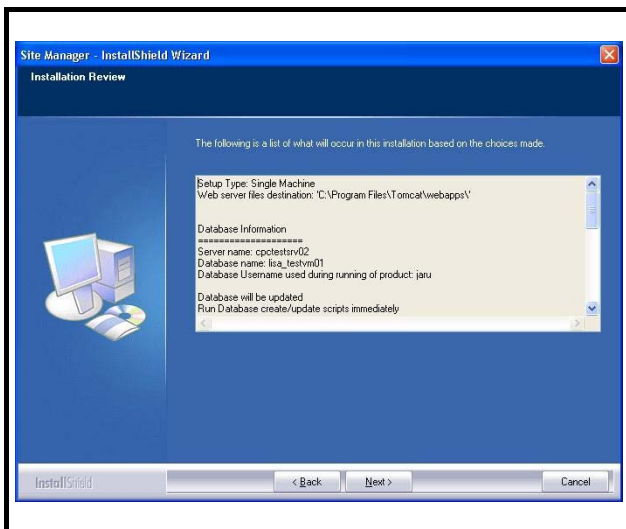 Site Manager - InstallShield Wizard
Installation Review
The following is a list of what will occur in this installation based on the choices made.
Setup Type: Single Machine
Web server files destination: 'C:\Program Files\Tomcat\webapps\'
Database Information
====================
Server name: cpctestsrv02
Database name: lisa_testvm01
Database Username used during running of product: jaru
Database will be updated
Run Database create/update scripts immediately
InstallShield
< Back
Next >
Cancel